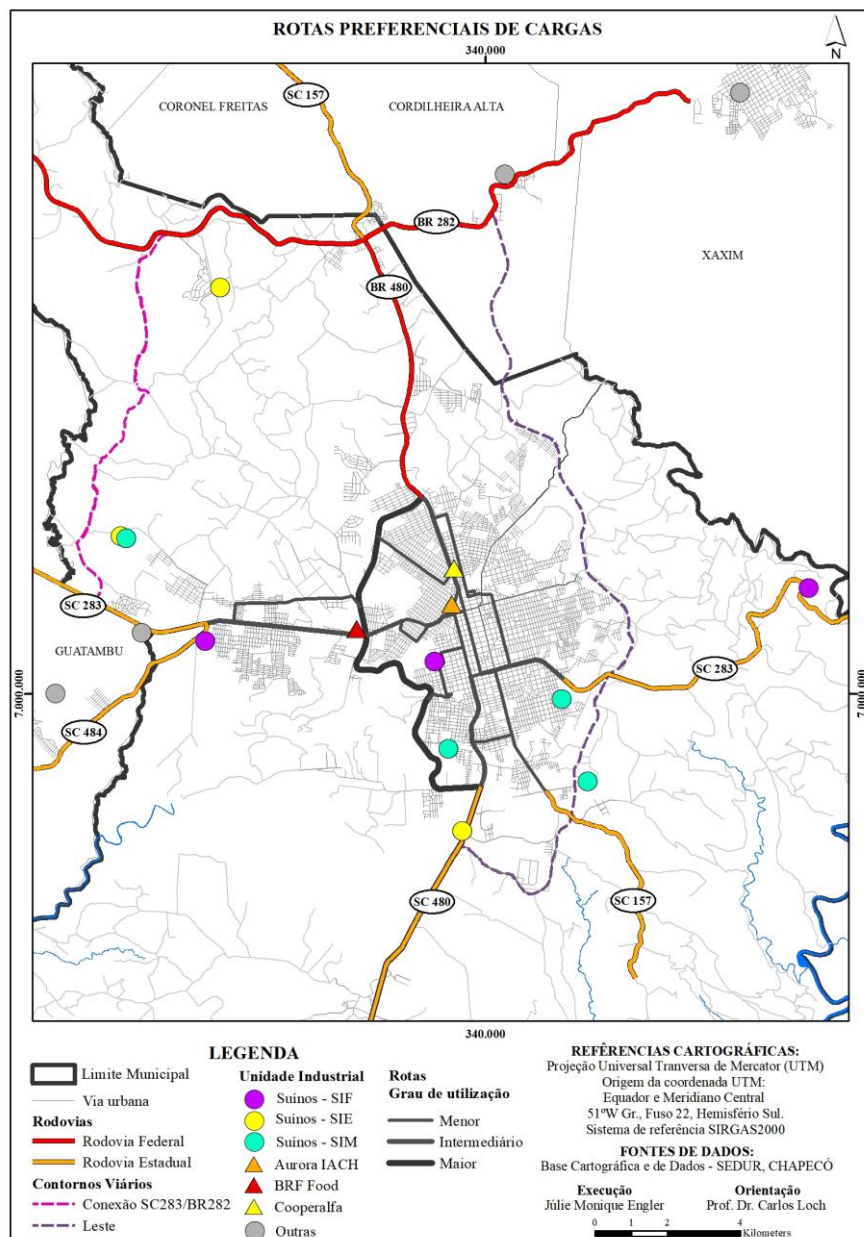 ROTAS PREFERENCIAIS DE CARGAS
340.000
N
SC 157
CORONEL FREITAS
CORDILHEIRA ALTA
BR 282
XAXIM
BR 480
SC 283
GUATAMBU
SC 283
7.000.000
7.000.000
SC 484
SC 480
SC 157
340.000
LEGENDA
Limite Municipal
Via urbana
Rodovias
Rodovia Federal
Rodovia Estadual
Contornos Viários
Conexão SC283/BR282
Leste
Unidade Industrial
Suinos - SIF
Suinos - SIE
Suinos - SIM
Aurora IACH
BRF Food
Cooperalfa
Outras
Rotas
Grau de utilização
Menor
Intermediário
Maior
REFÊRENCIAS CARTOGRÁFICAS:
Projeção Universal Tranversa de Mercator (UTM)
Origem da coordenada UTM:
Equador e Meridiano Central
51ºW Gr., Fuso 22, Hemisfério Sul.
Sistema de referência SIRGAS2000
FONTES DE DADOS:
Base Cartográfica e de Dados - SEDUR, CHAPECÓ
Execução
Júlie Monique Engler
Orientação
Prof. Dr. Carlos Loch
0 1 2 4
Kilometers